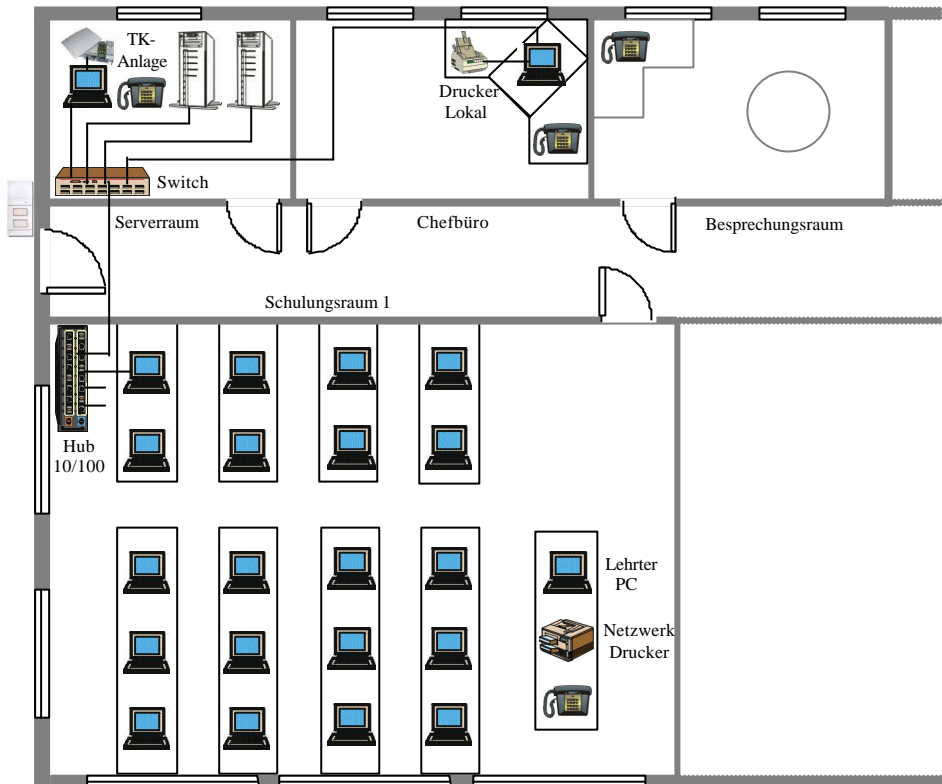 TK-
Anlage
Drucker
Lokal
Switch
Serverraum
Chefbüro
Besprechungsraum
Schulungsraum 1
Hub
10/100
Lehrter
PC
Netzwerk
Drucker